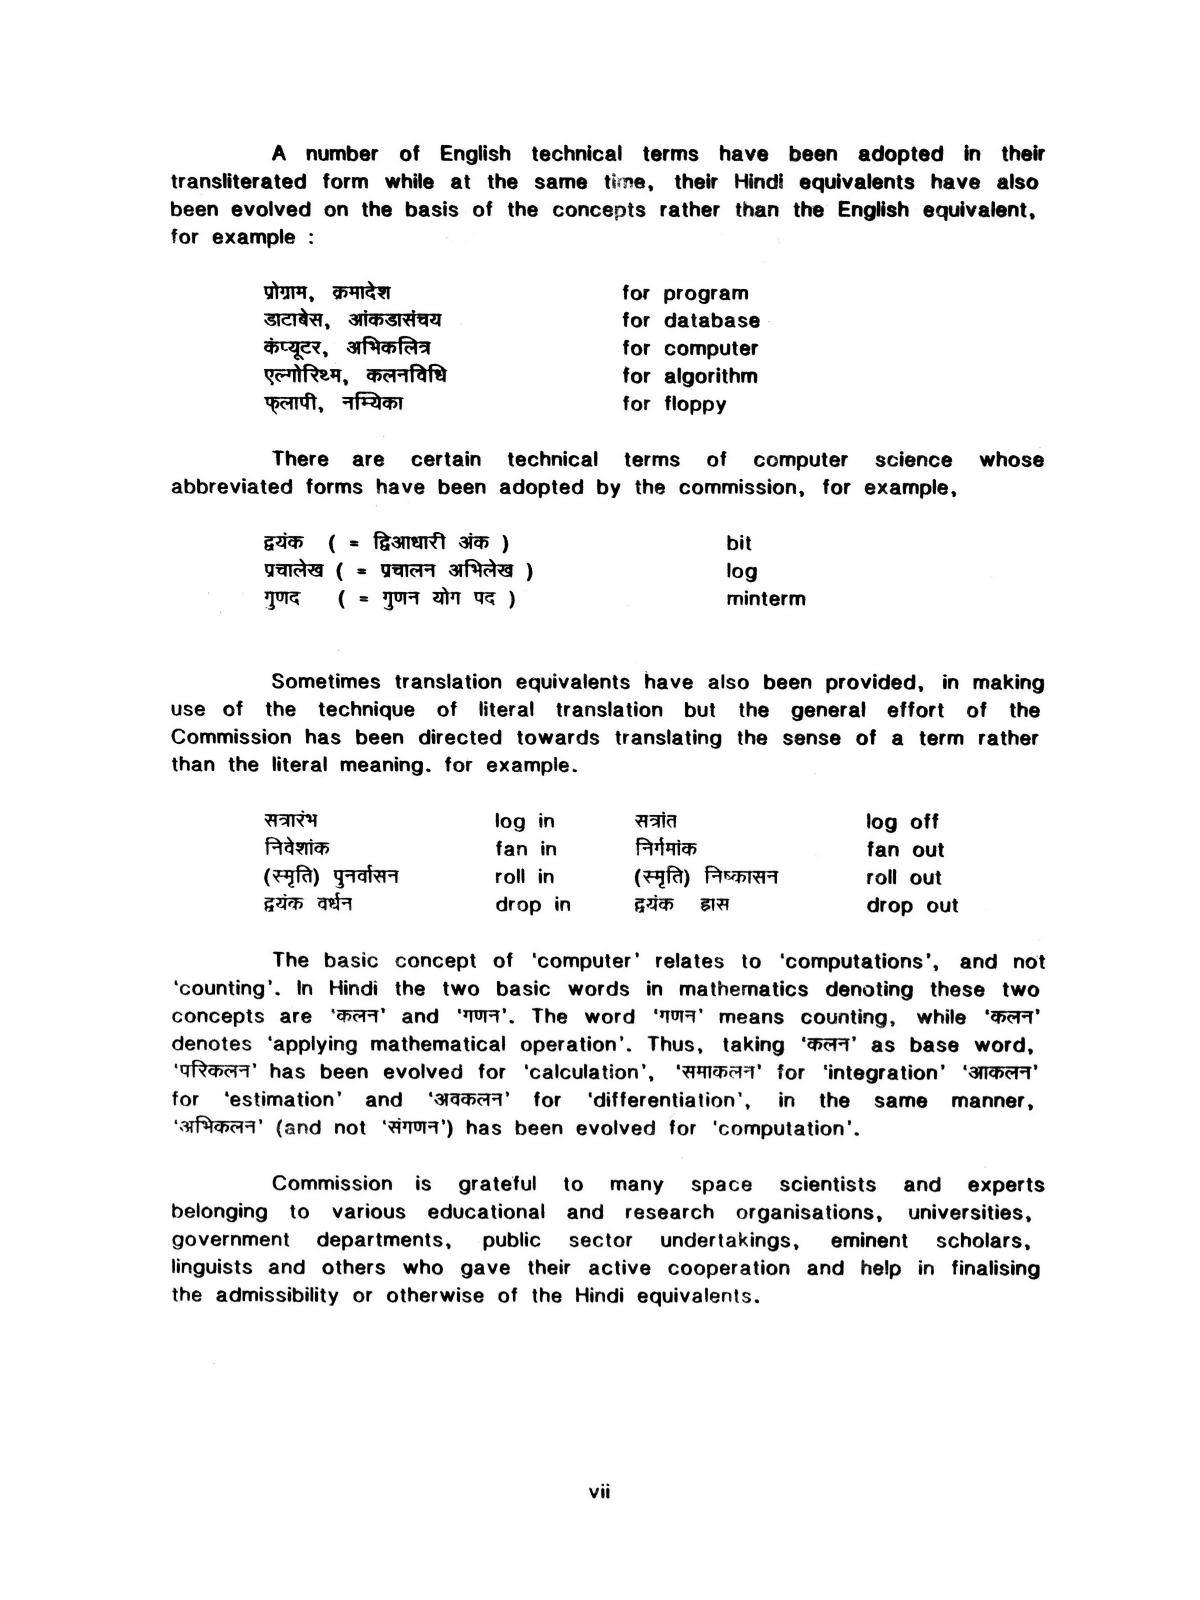 A number of English technical terms have been adopted in their
transliterated form while at the same time, their Hindi equivalents have also
been evolved on the basis of the concepts rather than the English equivalent,
for example :
प्रोग्राम, क्रमादेश for program
डाटाबेस, आंकडासंचय for database
कंप्यूटर, अभिकलित्र for computer
एल्गोरिथ्म, कलनविधि for algorithm
फ्लापी, नम्यिका for floppy
There are certain technical terms of computer science whose
abbreviated forms have been adopted by the commission, for example,
द्वयंक ( = द्विआधारी अंक ) bit
प्रचालेख ( = प्रचालन अभिलेख ) log
गुणद ( = गुणन योग पद ) minterm
Sometimes translation equivalents have also been provided, in making
use of the technique of literal translation but the general effort of the
Commission has been directed towards translating the sense of a term rather
than the literal meaning. for example.
सत्रारंभ log in सत्रांत log off
निवेशांक fan in निर्गमांक fan out
(स्मृति) पुनर्वासन roll in (स्मृति) निष्कासन roll out
द्वयंक वर्धन drop in द्वयंक ह्रास drop out
The basic concept of 'computer' relates to 'computations', and not
'counting'. In Hindi the two basic words in mathematics denoting these two
concepts are 'कलन' and 'गणन'. The word 'गणन' means counting, while 'कलन'
denotes 'applying mathematical operation'. Thus, taking 'कलन' as base word,
'परिकलन' has been evolved for 'calculation', 'समाकलन' for 'integration' 'आकलन'
for 'estimation' and 'अवकलन' for 'differentiation', in the same manner,
'अभिकलन' (and not 'संगणन') has been evolved for 'computation'.
Commission is grateful to many space scientists and experts
belonging to various educational and research organisations, universities,
government departments, public sector undertakings, eminent scholars,
linguists and others who gave their active cooperation and help in finalising
the admissibility or otherwise of the Hindi equivalents.
vii